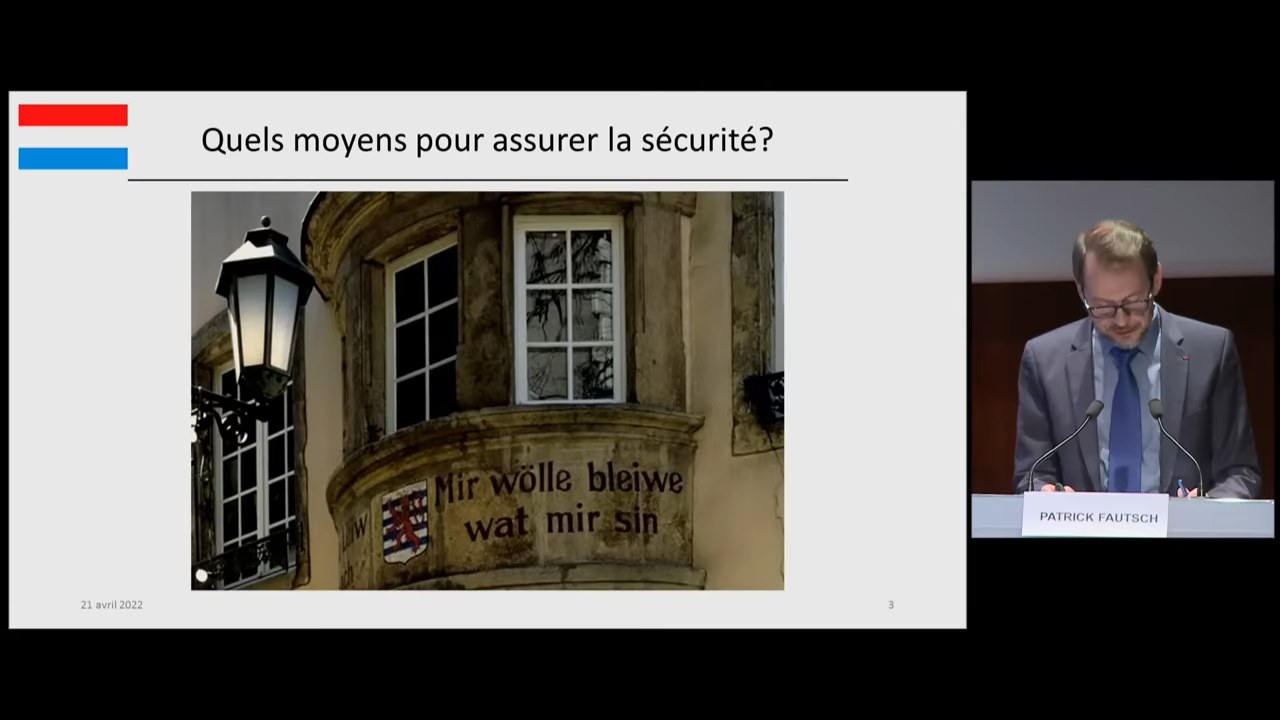 Quels moyens pour assurer la sécurité?
Mir wölle bleiwe
wat mir sin
21 avril 2022
3
PATRICK FAUTSCH